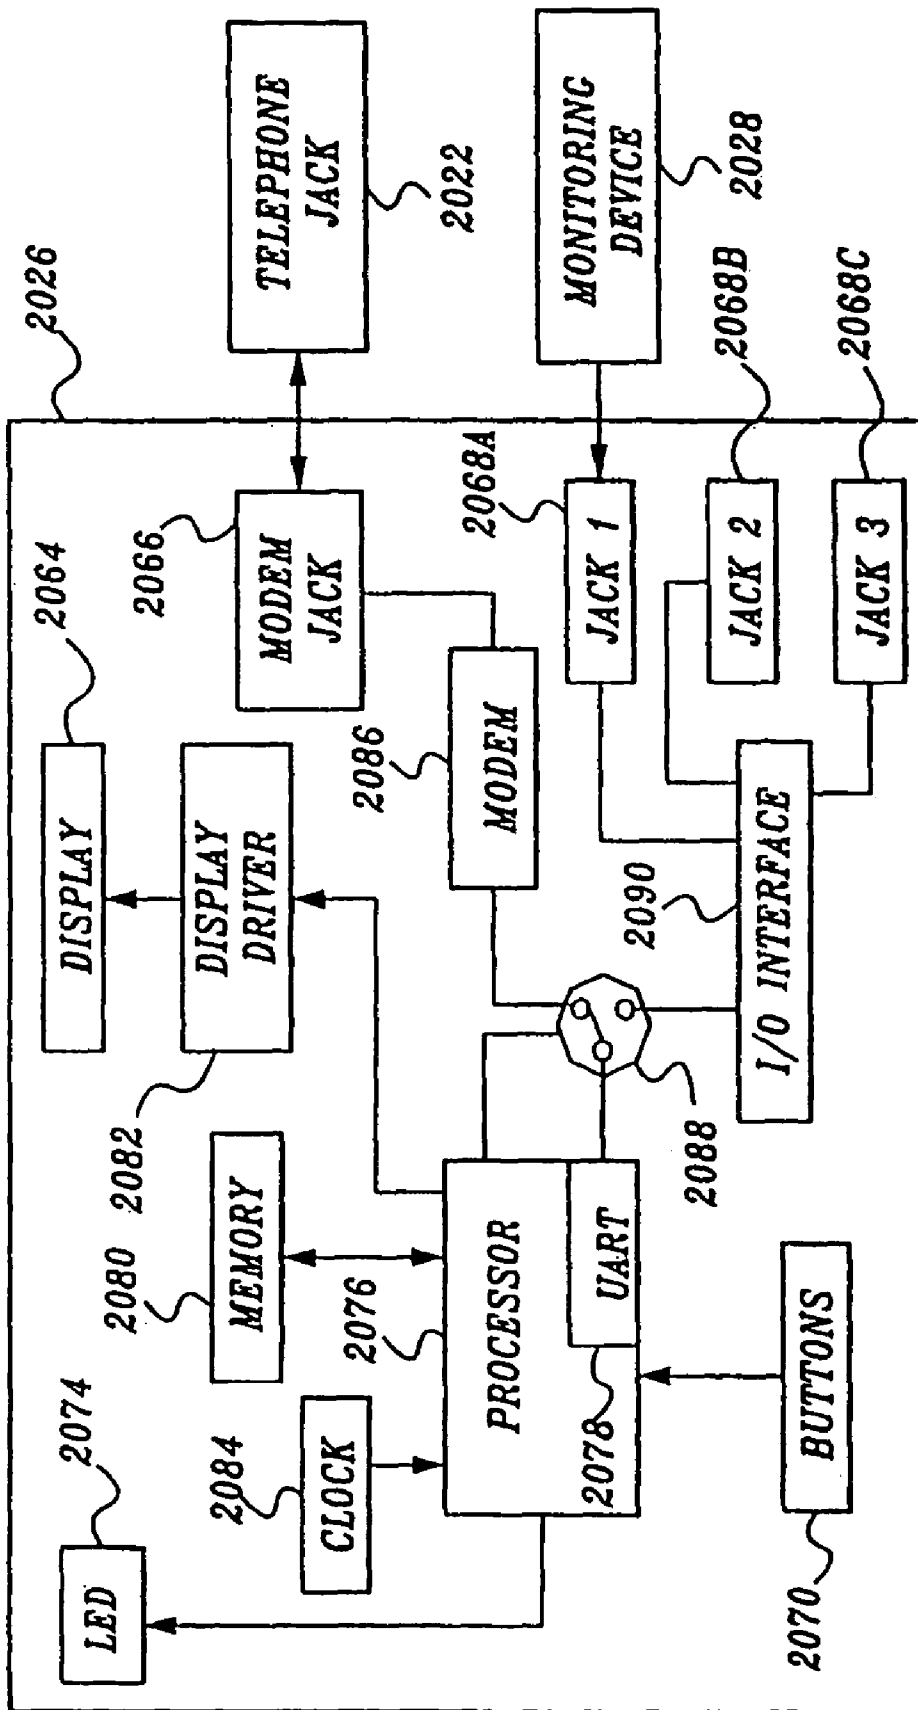 2074
LED
2084
CLOCK
2080
MEMORY
2082
DISPLAY
DRIVER
2064
DISPLAY
2066
MODEM
JACK
2026
TELEPHONE
JACK
2022
2076
PROCESSOR
2078
UART
2086
MODEM
2088
2068A
JACK 1
MONITORING
DEVICE
2028
2090
I/O INTERFACE
JACK 2
2068B
JACK 3
2068C
BUTTONS
2070